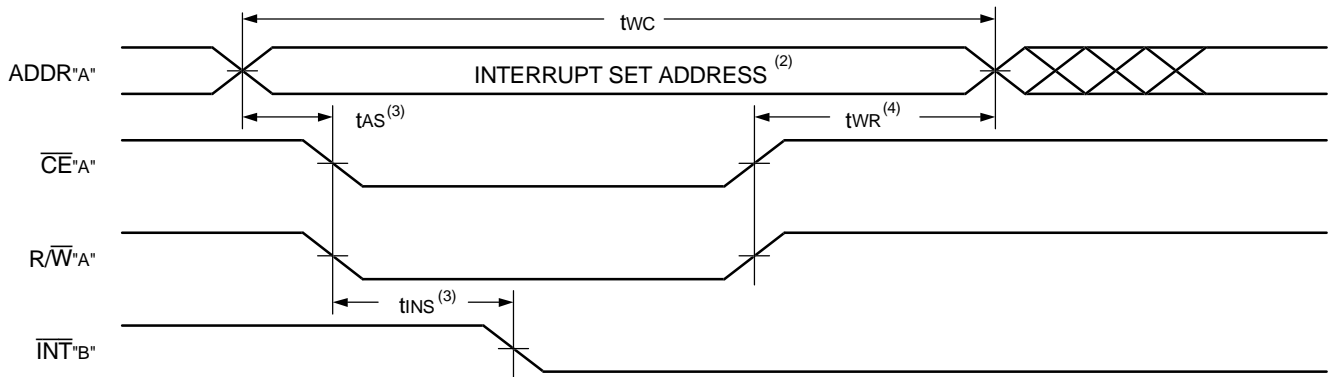 tWC
ADDR"A"
INTERRUPT SET ADDRESS (2)
tAS(3)
tWR(4)
CE"A"
R/W"A"
tINS(3)
INT"B"